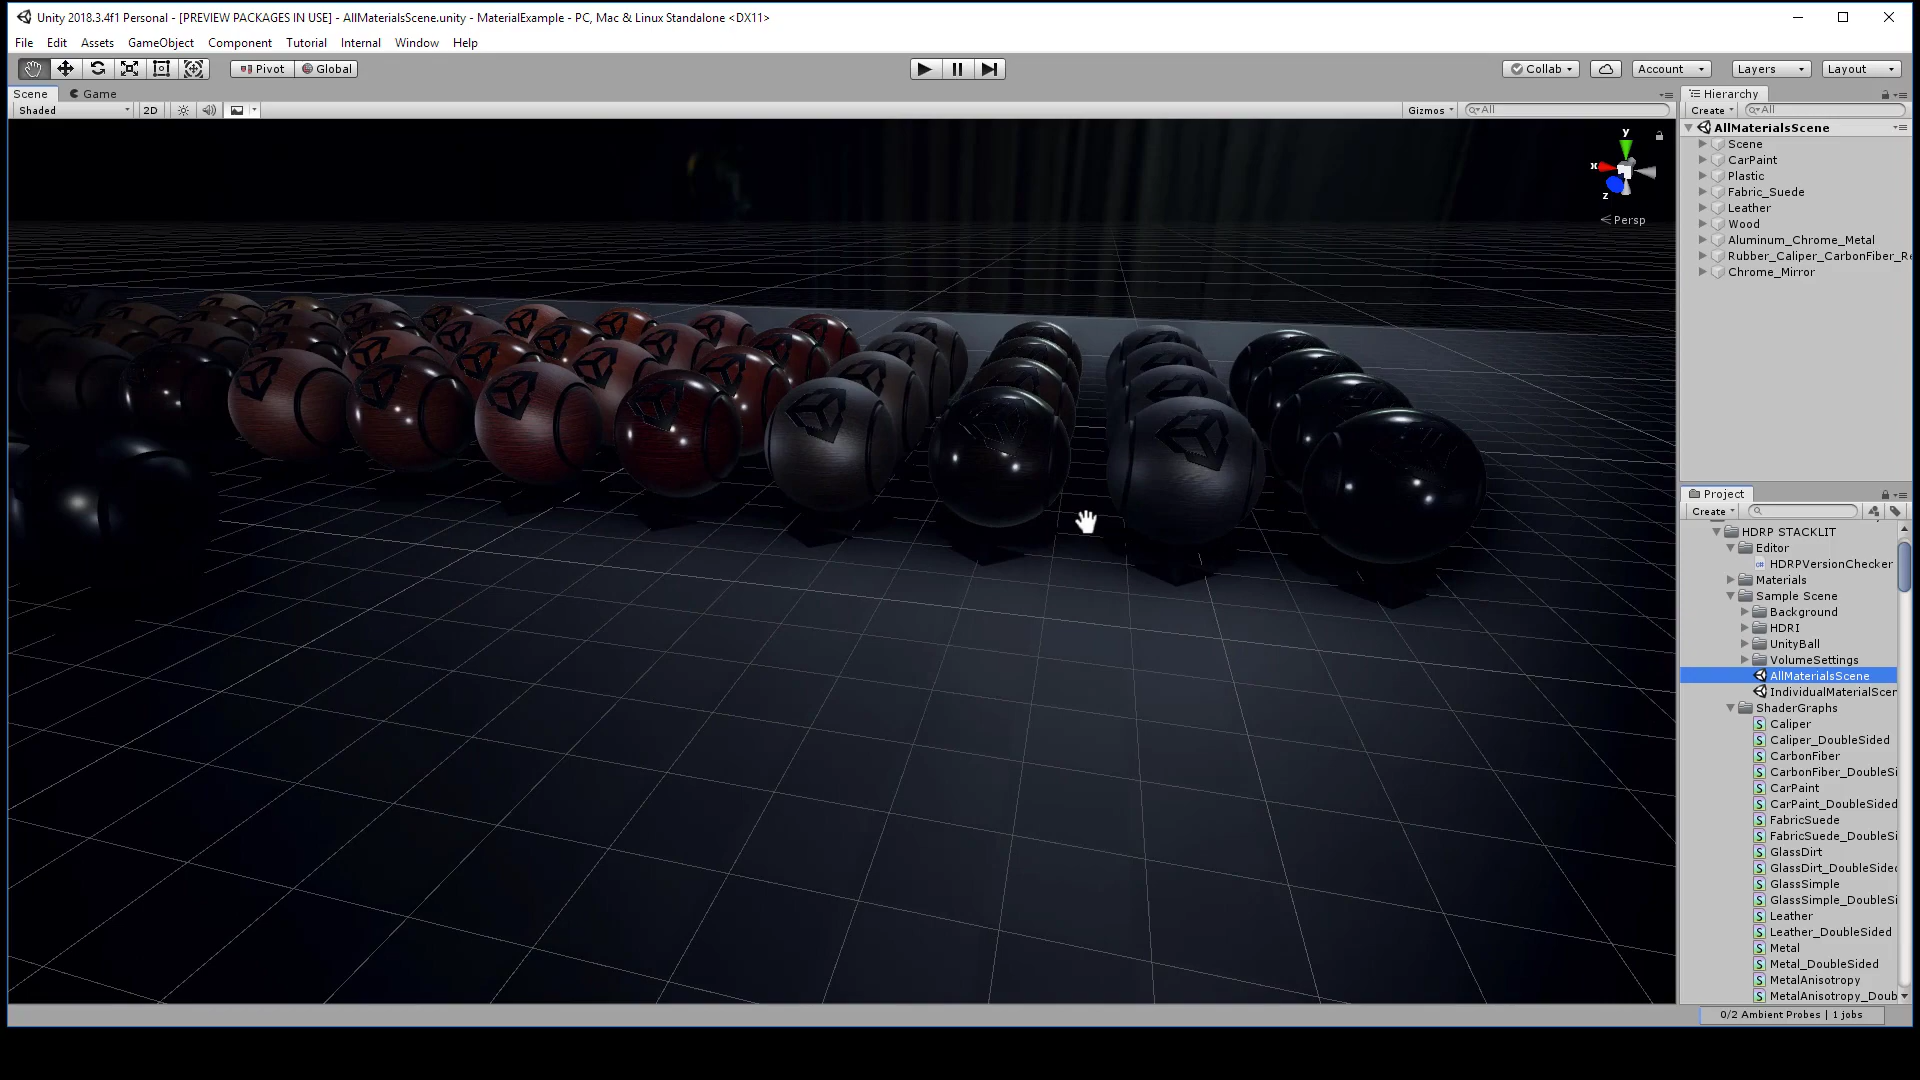 Unity 2018.3.4f1 Personal - [PREVIEW PACKAGES IN USE] - AllMaterialsScene.unity - MaterialExample - PC, Mac & Linux Standalone <DX11>
File Edit Assets GameObject Component Tutorial Internal Window Help
Pivot Global Collab Account Layers Layout
Scene Game
Shaded 2D Gizmos All
Hierarchy
Create All
AllMaterialsScene
Scene
CarPaint
Plastic
Fabric_Suede
Leather
Wood
Aluminum_Chrome_Metal
Rubber_Caliper_CarbonFiber_Re
Chrome_Mirror
y
x
z
Persp
Project
Create
HDRP STACKLIT
Editor
HDRPVersionChecker
Materials
Sample Scene
Background
HDRI
UnityBall
VolumeSettings
AllMaterialsScene
IndividualMaterialScen
ShaderGraphs
Caliper
Caliper_DoubleSided
CarbonFiber
CarbonFiber_DoubleSi
CarPaint
CarPaint_DoubleSided
FabricSuede
FabricSuede_DoubleSi
GlassDirt
GlassDirt_DoubleSided
GlassSimple
GlassSimple_DoubleSi
Leather
Leather_DoubleSided
Metal
Metal_DoubleSided
MetalAnisotropy
MetalAnisotropy_Doub
0/2 Ambient Probes | 1 jobs